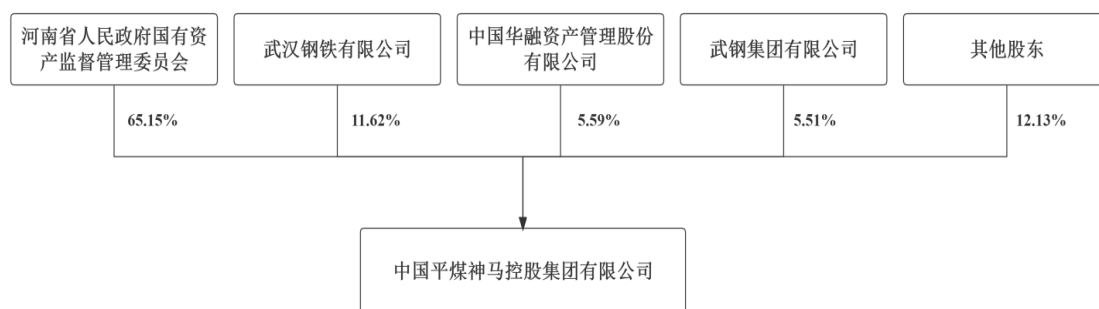 河南省人民政府国有资
产监督管理委员会
武汉钢铁有限公司
中国华融资产管理股份
有限公司
武钢集团有限公司
其他股东
65.15%
11.62%
5.59%
5.51%
12.13%
中国平煤神马控股集团有限公司